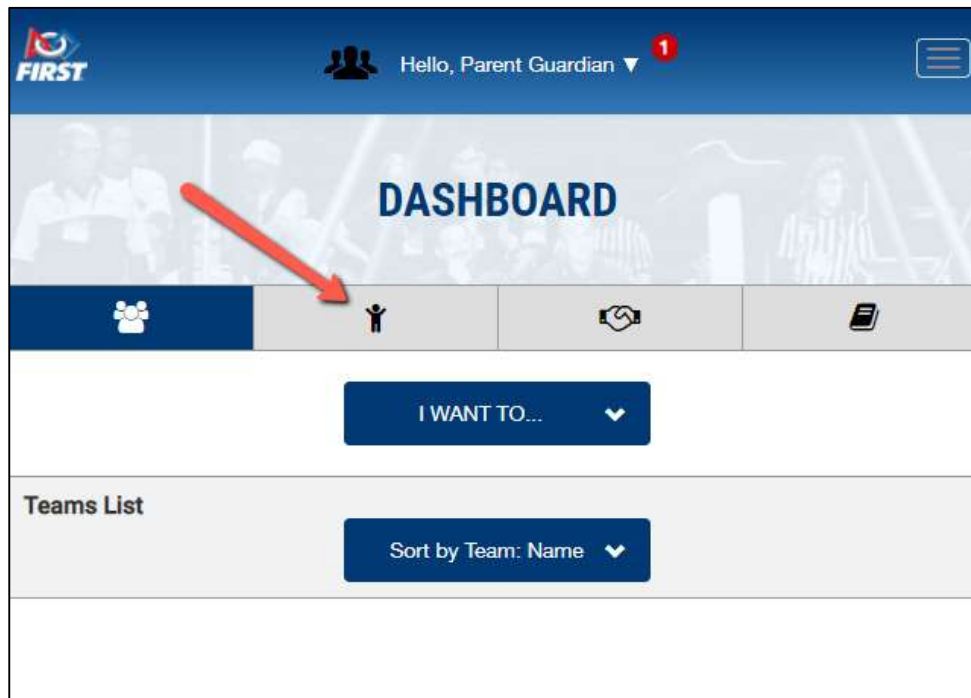 FIRST
Hello, Parent Guardian ▼
1
DASHBOARD
I WANT TO...
Teams List
Sort by Team: Name